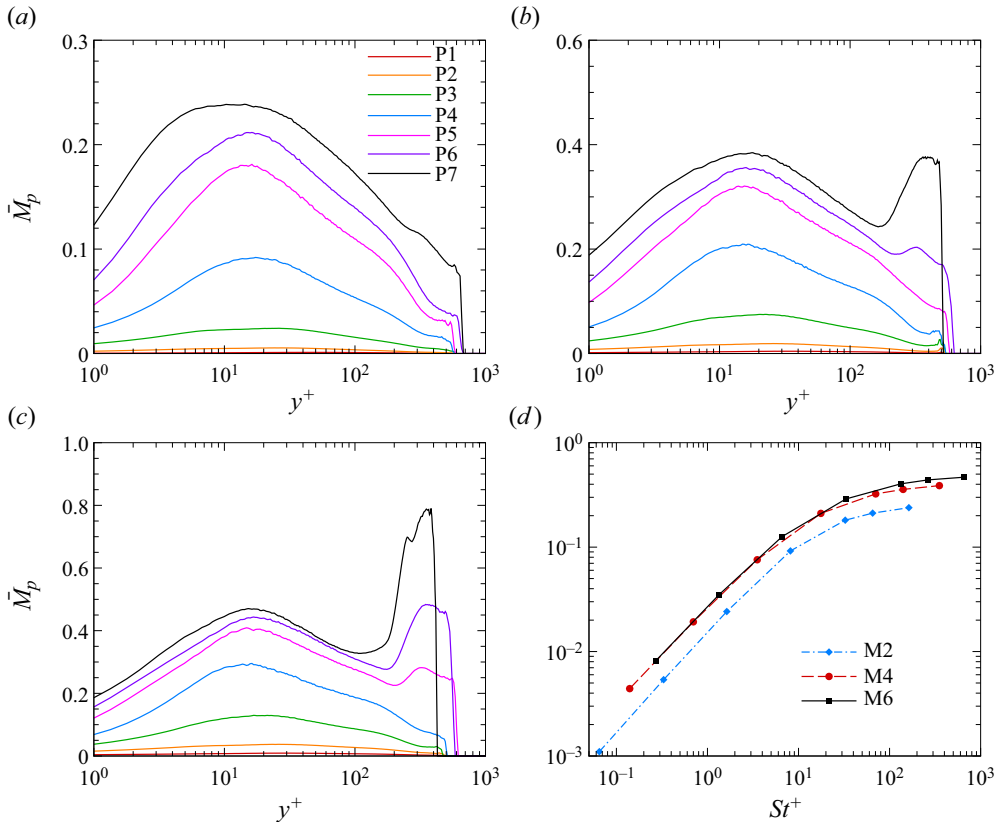 (a)
0.3
0.2
0.1
0
M̄p
10⁰ 10¹ 10² 10³
y⁺
P1
P2
P3
P4
P5
P6
P7
(b)
0.6
0.4
0.2
0
10⁰ 10¹ 10² 10³
y⁺
(c)
1.0
0.8
0.6
0.4
0.2
0
M̄p
10⁰ 10¹ 10² 10³
y⁺
(d)
10⁰
10⁻¹
10⁻²
10⁻³
10⁻¹ 10⁰ 10¹ 10² 10³
St⁺
M2
M4
M6